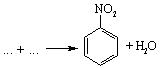 NO₂
... + ... ⟶ + H₂O